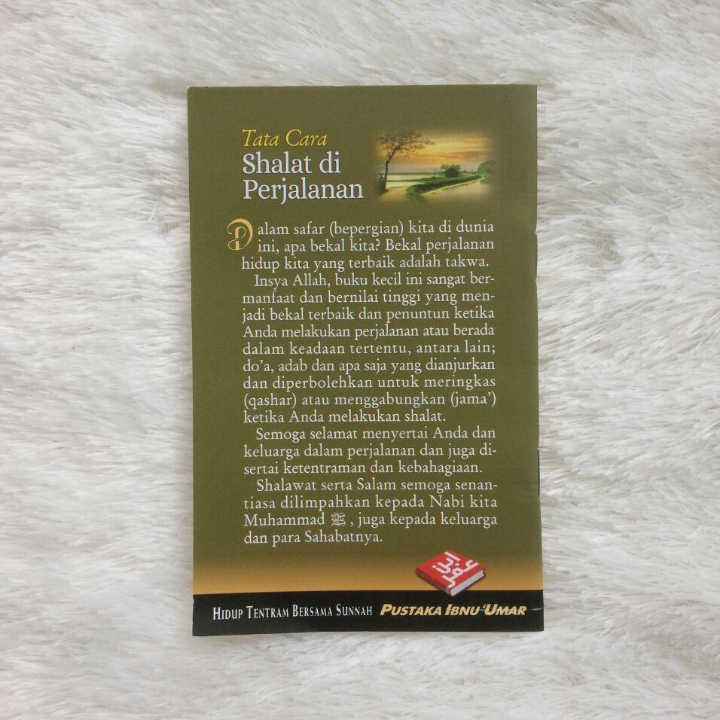 Tata Cara
Shalat di
Perjalanan
Dalam safar (bepergian) kita di dunia
ini, apa bekal kita? Bekal perjalanan
hidup kita yang terbaik adalah takwa.
Insya Allah, buku kecil ini sangat ber-
manfaat dan bernilai tinggi yang men-
jadi bekal terbaik dan penuntun ketika
Anda melakukan perjalanan atau berada
dalam keadaan tertentu, antara lain;
do'a, adab dan apa saja yang dianjurkan
dan diperbolehkan untuk meringkas
(qashar) atau menggabungkan (jama')
ketika Anda melakukan shalat.
Semoga selamat menyertai Anda dan
keluarga dalam perjalanan dan juga di-
sertai ketentraman dan kebahagiaan.
Shalawat serta Salam semoga senan-
tiasa dilimpahkan kepada Nabi kita
Muhammad ﷺ, juga kepada keluarga
dan para Sahabatnya.
ابن
عمر
HIDUP TENTRAM BERSAMA SUNNAH PUSTAKA IBNU 'UMAR